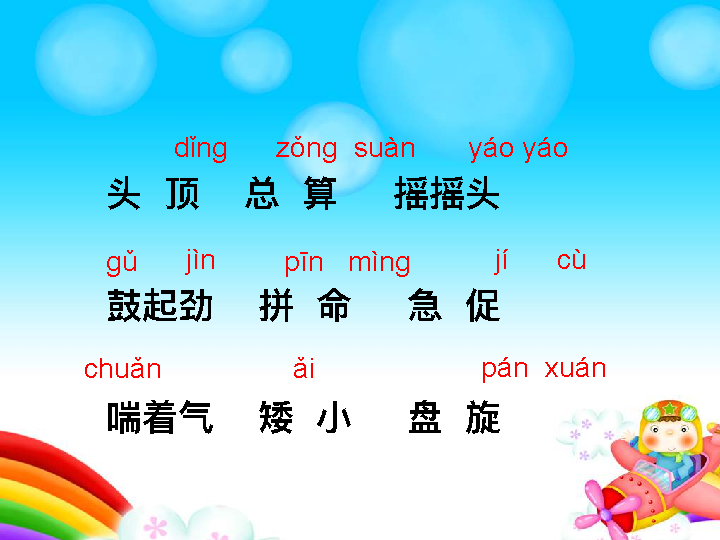 dǐng zǒng suàn yáo yáo
头 顶 总 算 摇摇头
gǔ jìn pīn mìng jí cù
鼓起劲 拼 命 急 促
chuǎn ǎi pán xuán
喘着气 矮 小 盘 旋